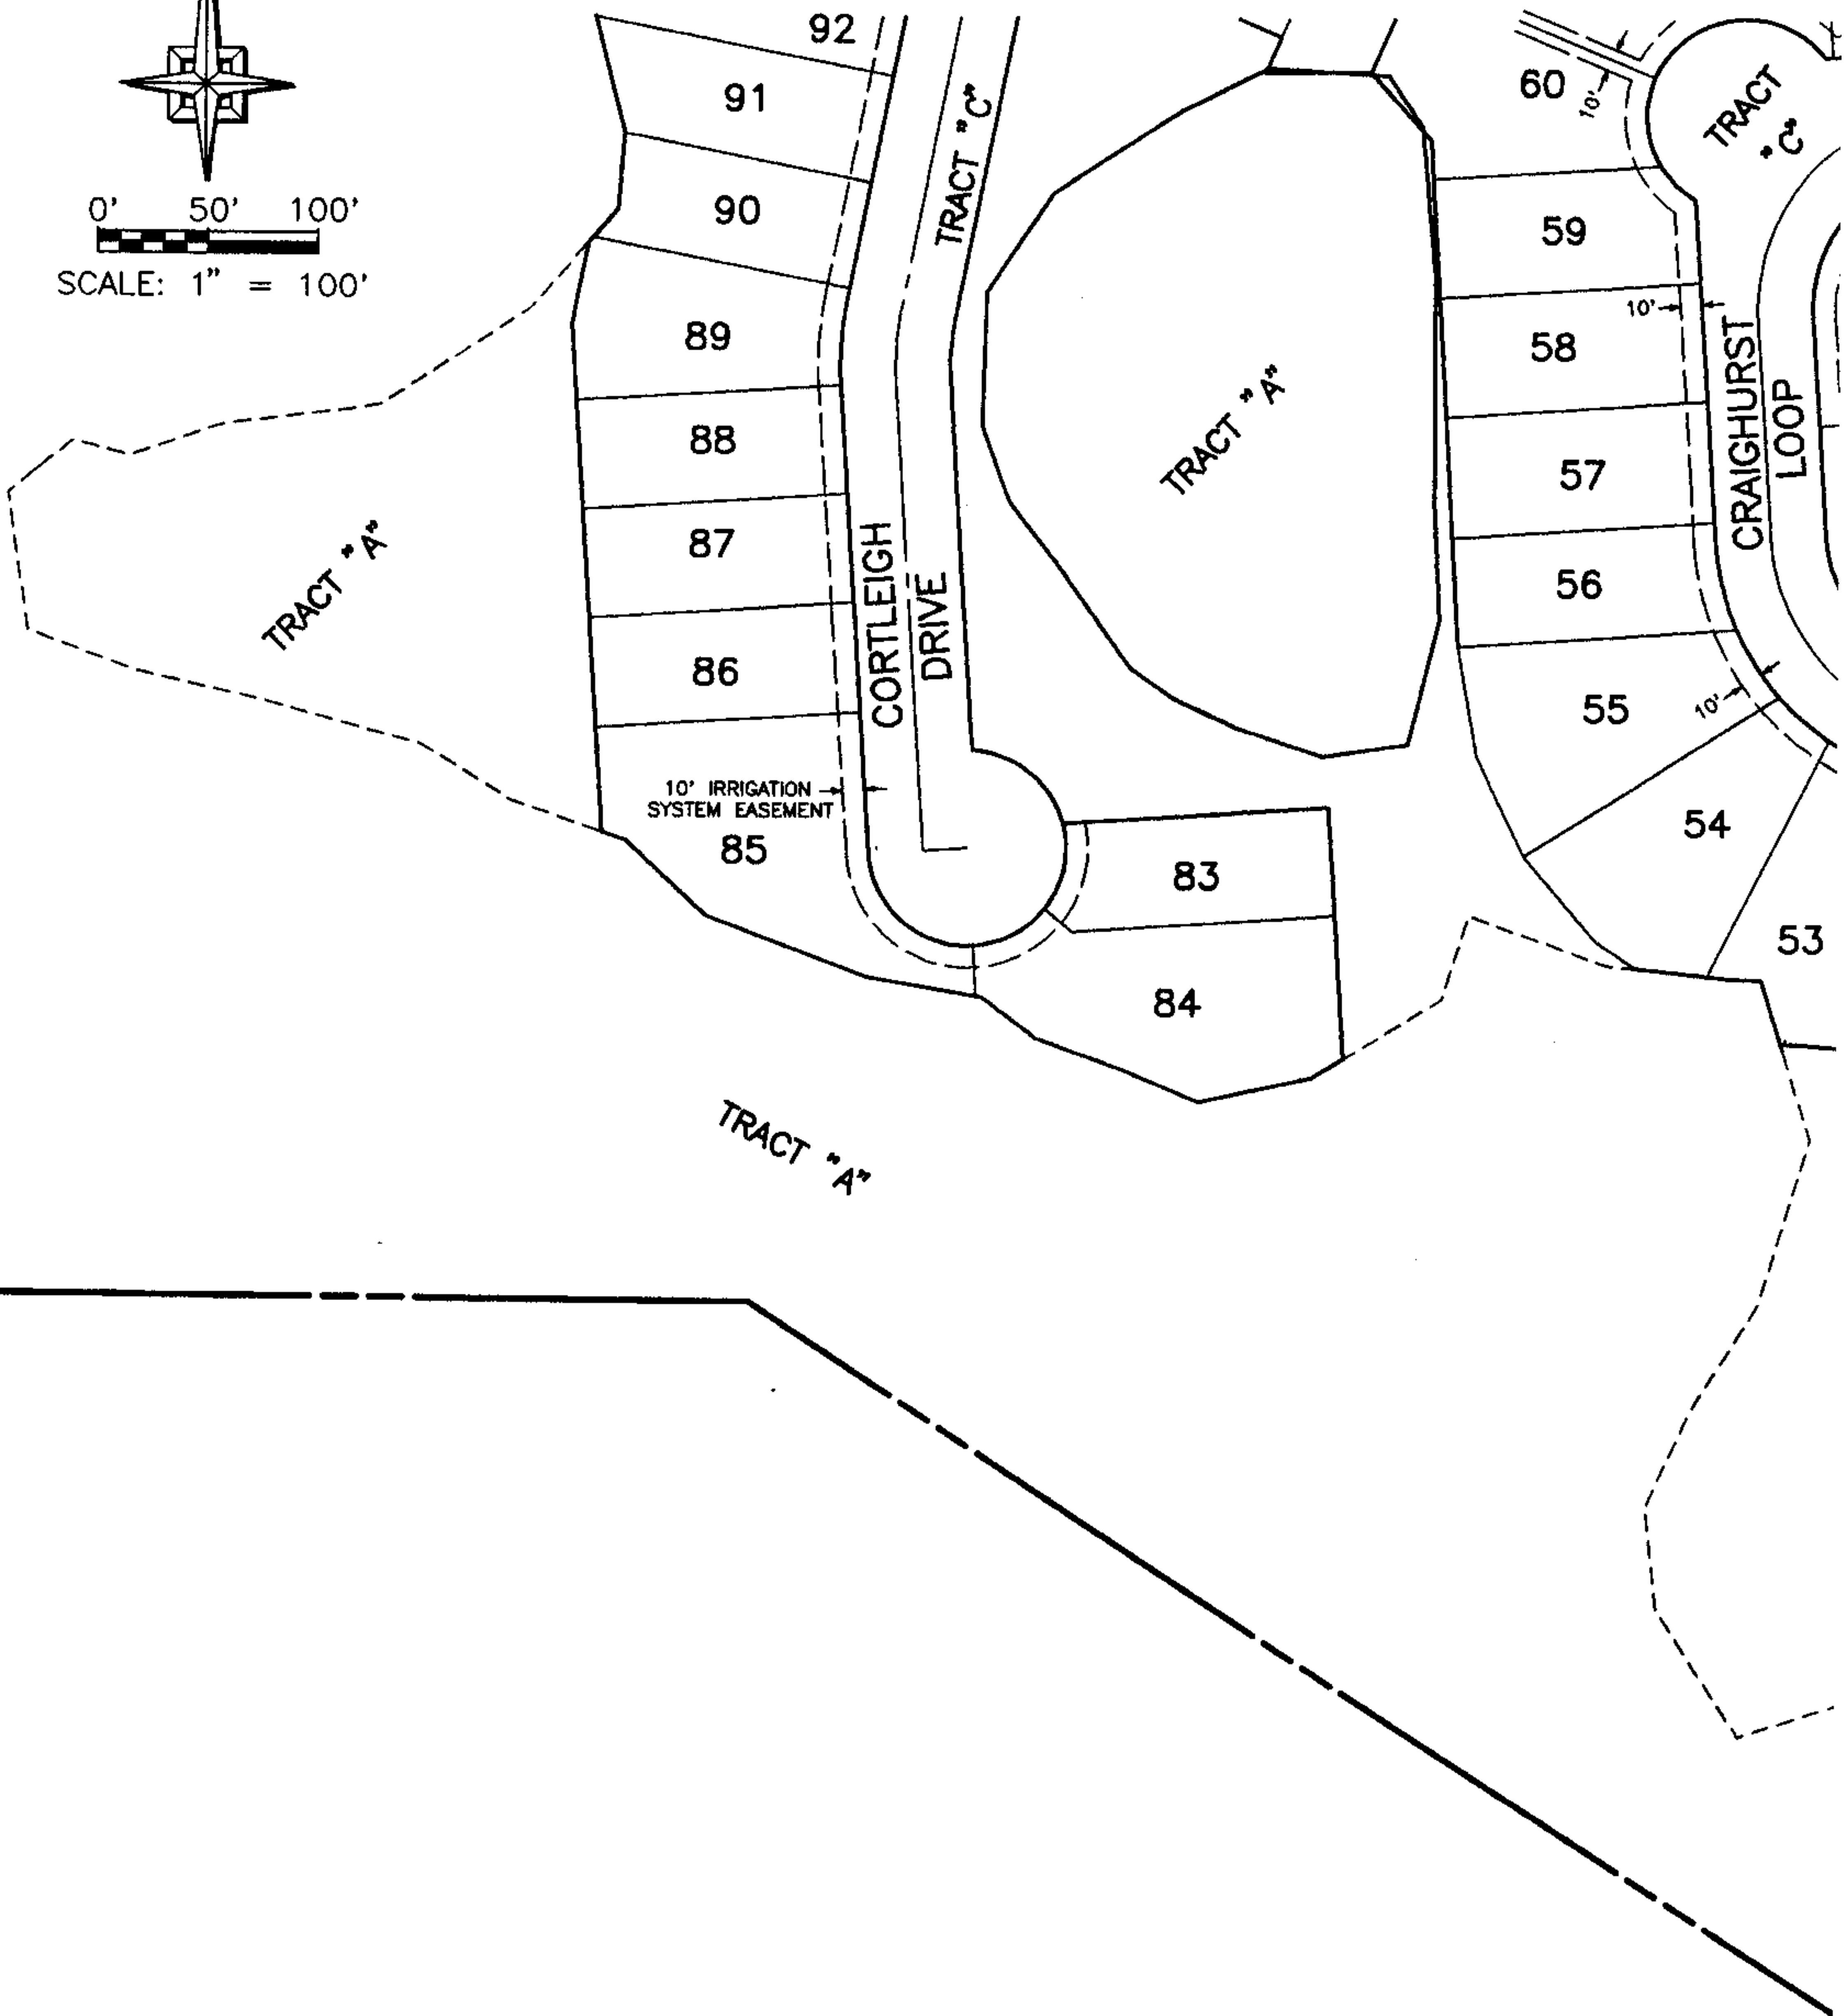 0' 50' 100'
SCALE: 1" = 100'
92
91
90
89
88
87
86
10' IRRIGATION
SYSTEM EASEMENT
85
83
84
TRACT "C"
CORTLEIGH
DRIVE
TRACT "A"
TRACT "A"
TRACT "A"
60
10'
TRACT
"C"
59
10'
58
CRAIGHURST
LOOP
57
56
55
10'
54
53